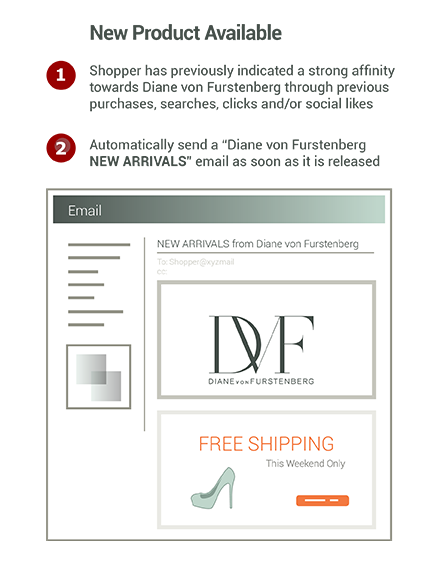 New Product Available
1
Shopper has previously indicated a strong affinity
towards Diane von Furstenberg through previous
purchases, searches, clicks and/or social likes
2
Automatically send a “Diane von Furstenberg
NEW ARRIVALS” email as soon as it is released
Email
NEW ARRIVALS from Diane von Furstenberg
To: Shopper@xyzmail
cc:
DVF
DIANE VON FURSTENBERG
FREE SHIPPING
This Weekend Only